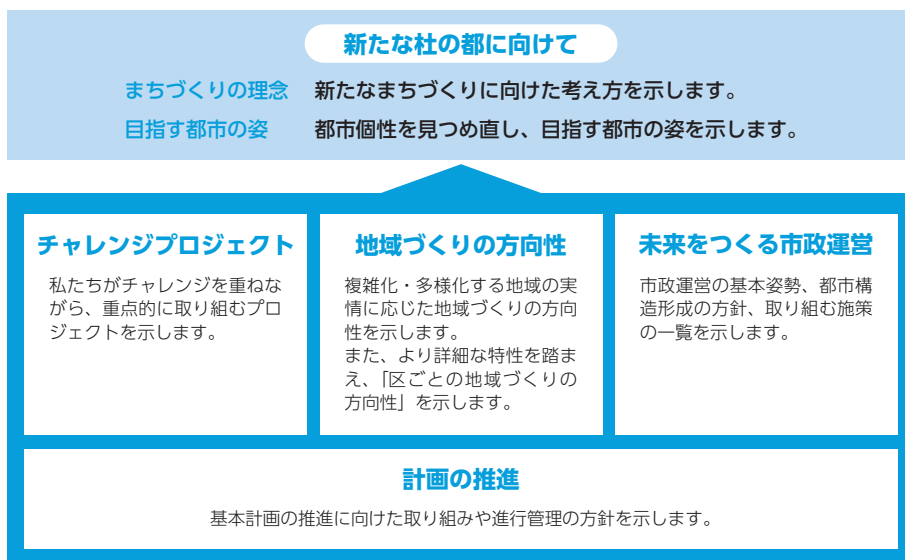 新たな杜の都に向けて
まちづくりの理念 新たなまちづくりに向けた考え方を示します。
目指す都市の姿 都市個性を見つめ直し、目指す都市の姿を示します。
チャレンジプロジェクト
私たちがチャレンジを重ねな
がら、重点的に取り組むプロ
ジェクトを示します。
地域づくりの方向性
複雑化・多様化する地域の実
情に応じた地域づくりの方向
性を示します。
また、より詳細な特性を踏ま
え、「区ごとの地域づくりの
方向性」を示します。
未来をつくる市政運営
市政運営の基本姿勢、都市構
造形成の方針、取り組む施策
の一覧を示します。
計画の推進
基本計画の推進に向けた取り組みや進行管理の方針を示します。